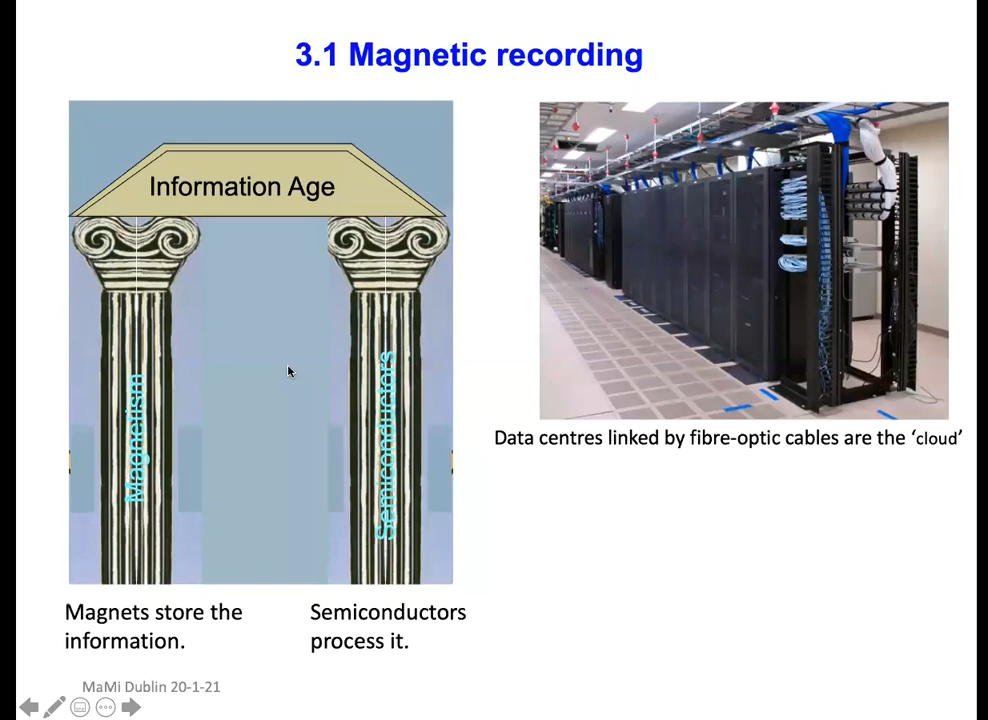 3.1 Magnetic recording
Information Age
Magnetism
Semiconductors
Data centres linked by fibre-optic cables are the ‘cloud’
Magnets store the
information.
Semiconductors
process it.
MaMi Dublin 20-1-21